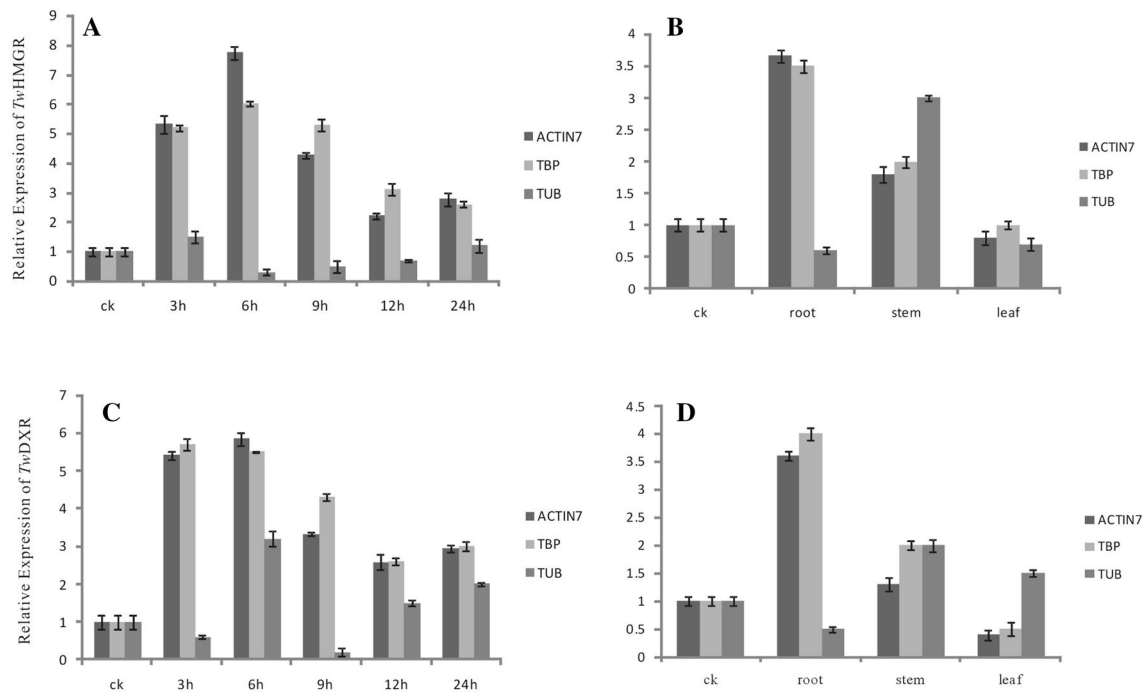 A
Relative Expression of TwHMGR
9
8
7
6
5
4
3
2
1
0
ck 3h 6h 9h 12h 24h
ACTIN7
TBP
TUB
B
4
3.5
3
2.5
2
1.5
1
0.5
0
ck root stem leaf
ACTIN7
TBP
TUB
C
Relative Expression of TwDXR
7
6
5
4
3
2
1
0
ck 3h 6h 9h 12h 24h
ACTIN7
TBP
TUB
D
4.5
4
3.5
3
2.5
2
1.5
1
0.5
0
ck root stem leaf
ACTIN7
TBP
TUB